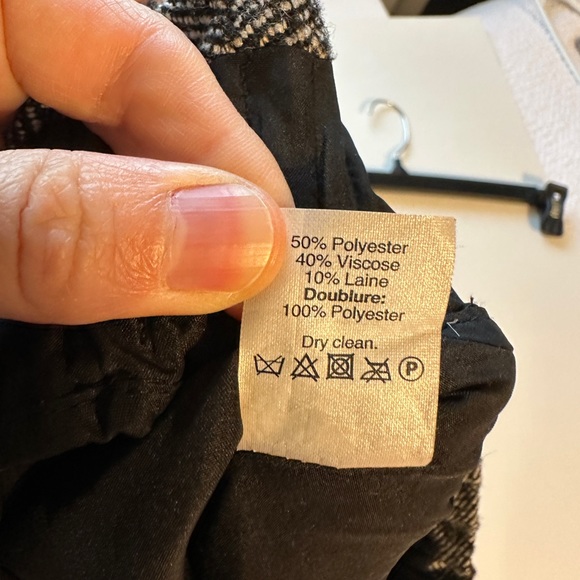 50% Polyester
40% Viscose
10% Laine
Doublure:
100% Polyester
Dry clean.
P